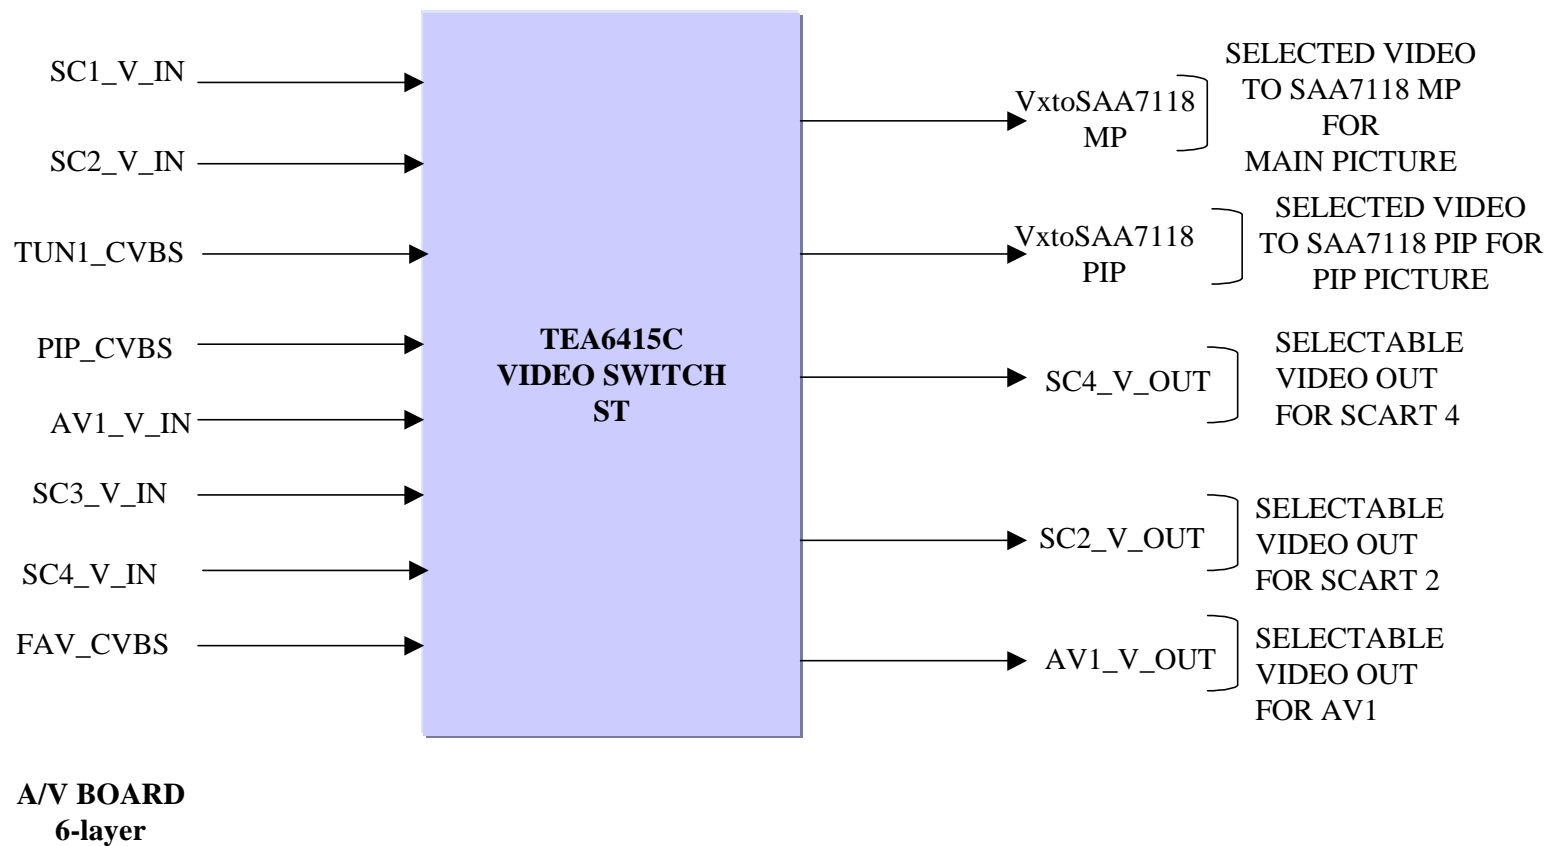 SC1_V_IN
SC2_V_IN
TUN1_CVBS
PIP_CVBS
AV1_V_IN
SC3_V_IN
SC4_V_IN
FAV_CVBS
TEA6415C
VIDEO SWITCH
ST
VxtoSAA7118
MP
SELECTED VIDEO
TO SAA7118 MP
FOR
MAIN PICTURE
VxtoSAA7118
PIP
SELECTED VIDEO
TO SAA7118 PIP FOR
PIP PICTURE
SC4_V_OUT
SELECTABLE
VIDEO OUT
FOR SCART 4
SC2_V_OUT
SELECTABLE
VIDEO OUT
FOR SCART 2
AV1_V_OUT
SELECTABLE
VIDEO OUT
FOR AV1
A/V BOARD
6-layer